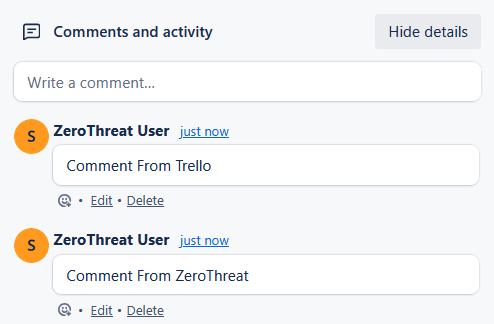 Comments and activity
Hide details
Write a comment...
S
ZeroThreat User just now
Comment From Trello
• Edit • Delete
S
ZeroThreat User just now
Comment From ZeroThreat
• Edit • Delete